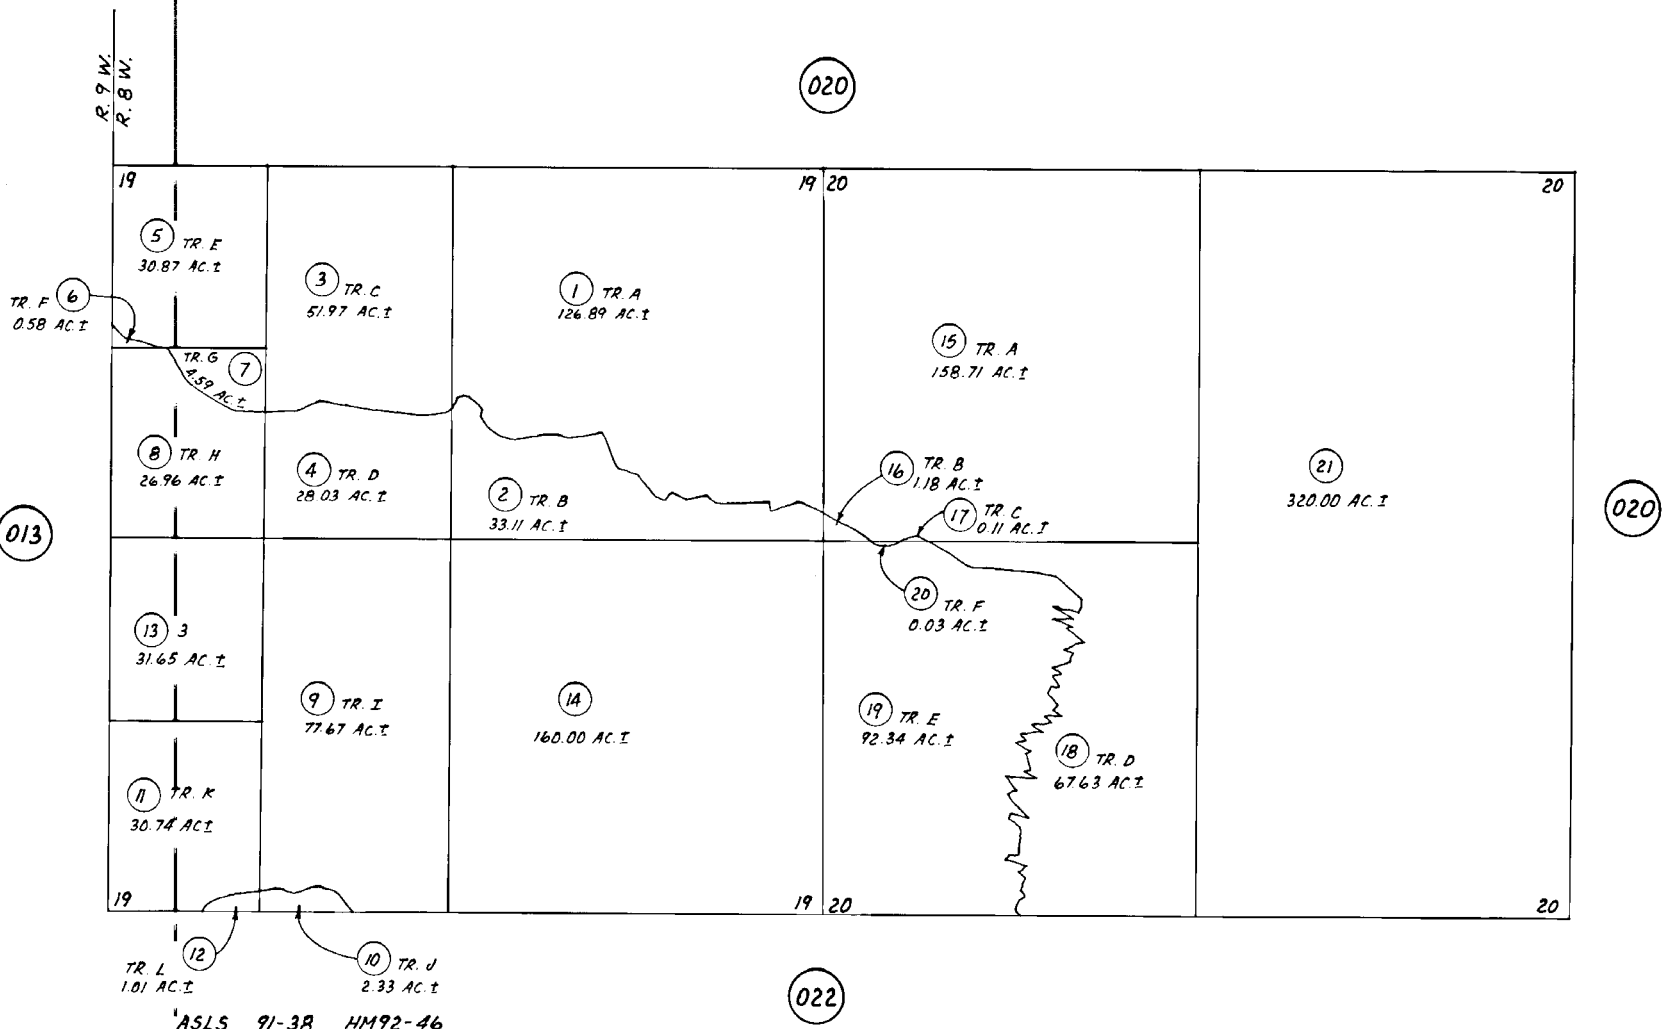 R. 9 W.
R. 8 W.
020
19
19 20
20
5 TR. E
30.87 AC.±
3 TR. C
51.97 AC.±
1 TR. A
126.89 AC.±
TR. F 6
0.58 AC.±
15 TR. A
158.71 AC.±
TR. G 7
4.59 AC.±
8 TR. H
26.96 AC.±
4 TR. D
28.03 AC.±
2 TR. B
33.11 AC.±
16 TR. B
1.18 AC.±
17 TR. C
0.11 AC.±
21
320.00 AC.±
013
020
20 TR. F
0.03 AC.±
13 3
31.65 AC.±
9 TR. I
77.67 AC.±
14
160.00 AC.±
19 TR. E
92.34 AC.±
18 TR. D
67.63 AC.±
11 TR. K
30.74 AC.±
19
19 20
20
12
TR. L
1.01 AC.±
10 TR. J
2.33 AC.±
022
ASLS 91-38 HM92-46